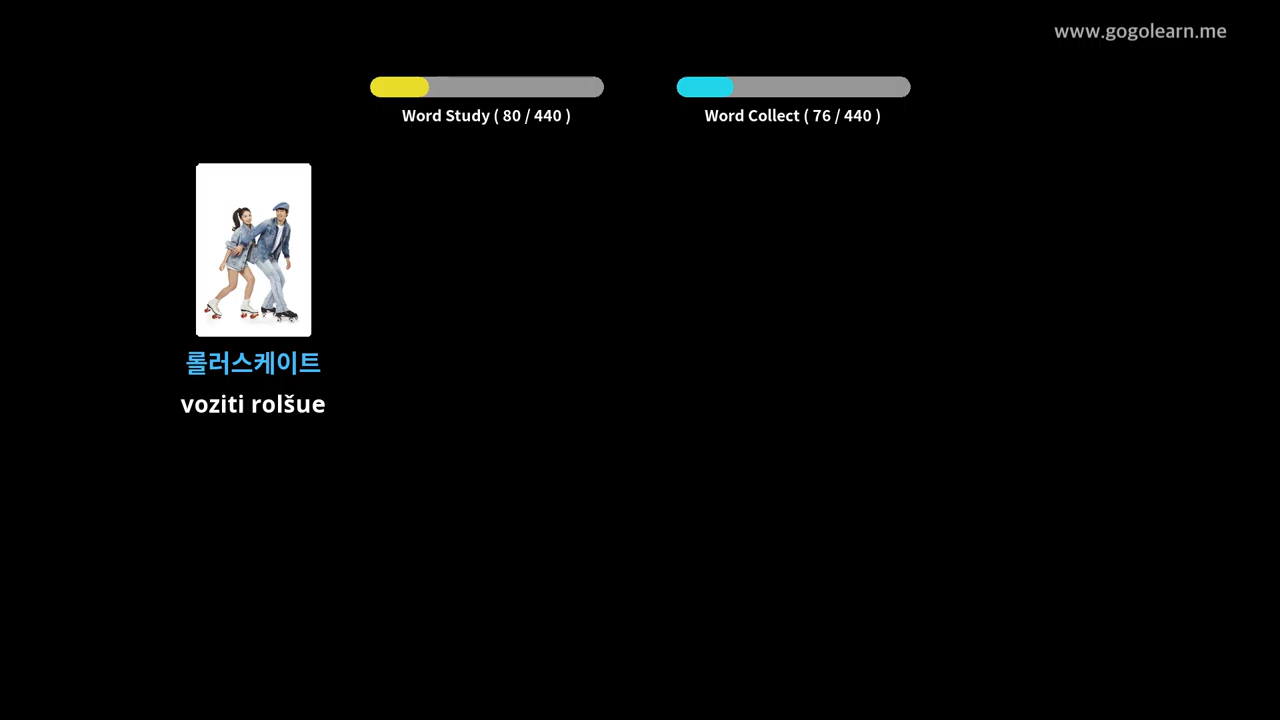 www.gogolearn.me
Word Study ( 80 / 440 )
Word Collect ( 76 / 440 )
롤러스케이트
voziti rolšue